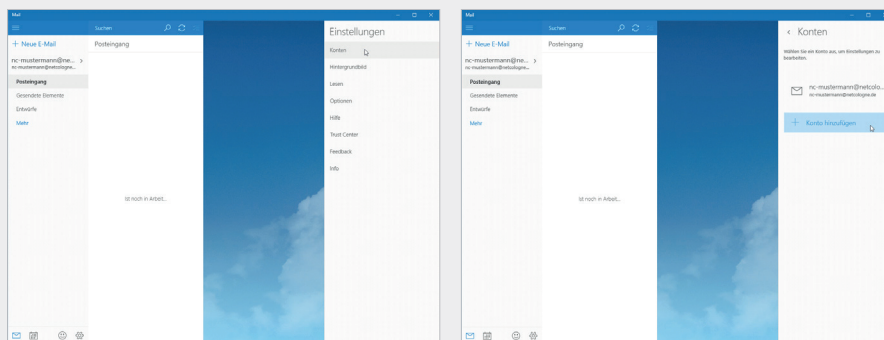 Mail
Suchen
+ Neue E-Mail
Posteingang
nc-mustermann@ne...
nc-mustermann@netcologne...
Posteingang
Gesendete Elemente
Entwürfe
Mehr
Ist noch in Arbeit...
Einstellungen
Konten
Hintergrundbild
Lesen
Optionen
Hilfe
Trust Center
Feedback
Info
Mail
Suchen
+ Neue E-Mail
Posteingang
nc-mustermann@ne...
nc-mustermann@netcologne...
Posteingang
Gesendete Elemente
Entwürfe
Mehr
Ist noch in Arbeit...
Konten
Wählen Sie ein Konto aus, um Einstellungen zu
bearbeiten.
nc-mustermann@netcolo...
nc-mustermann@netcologne.de
+ Konto hinzufügen